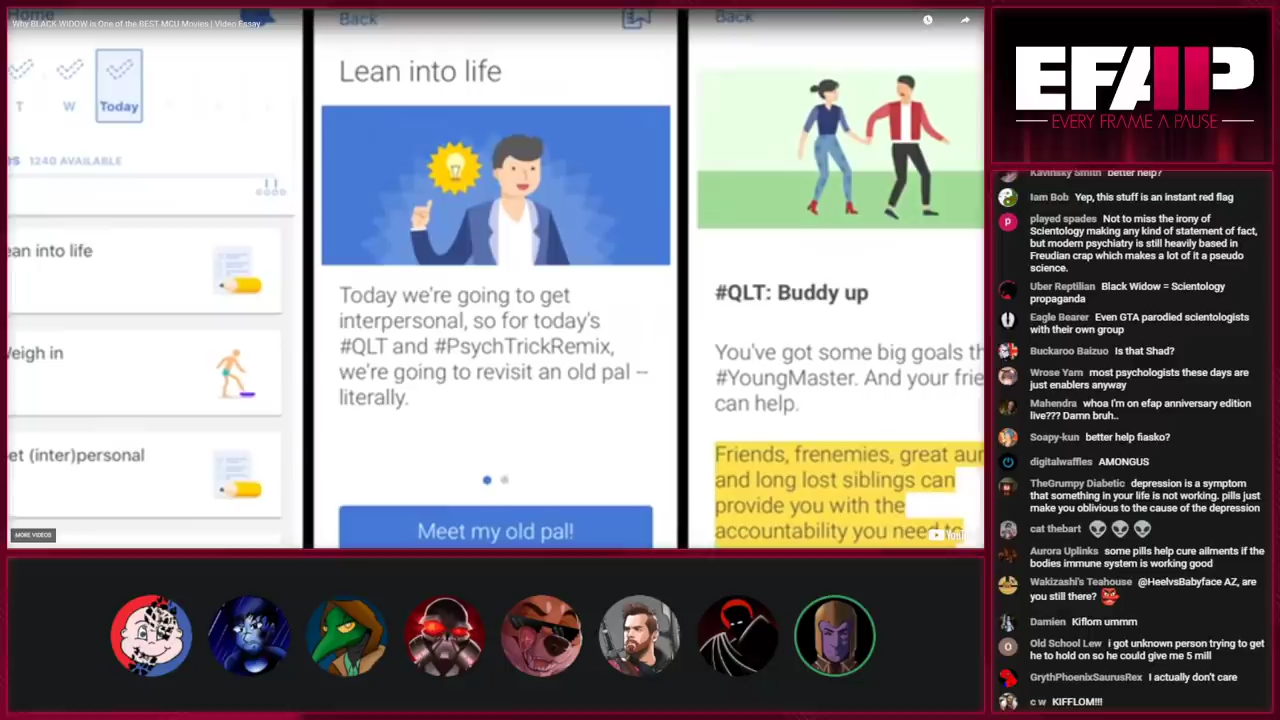 Home
Why BLACK WIDOW is One of the BEST MCU Movies | Video Essay
T W Today
1240 AVAILABLE
ean into life
Weigh in
et (inter)personal
MORE VIDEOS
Back
Lean into life
Today we're going to get
interpersonal, so for today's
#QLT and #PsychTrickRemix,
we're going to revisit an old pal --
literally.
Meet my old pal!
Back
#QLT: Buddy up
You've got some big goals th
#YoungMaster. And your frie
can help.
Friends, frenemies, great aun
and long lost siblings can
provide you with the
accountability you need to
EFAP
EVERY FRAME A PAUSE
Kavinsky Smith better help?
Iam Bob Yep, this stuff is an instant red flag
P
played spades Not to miss the irony of
Scientology making any kind of statement of fact,
but modern psychiatry is still heavily based in
Freudian crap which makes a lot of it a pseudo
science.
Uber Reptilian Black Widow = Scientology
propaganda
Eagle Bearer Even GTA parodied scientologists
with their own group
Buckaroo Baizuo Is that Shad?
Wrose Yam most psychologists these days are
just enablers anyway
Mahendra whoa I'm on efap anniversary edition
live??? Damn bruh..
Soapy-kun better help fiasko?
digitalwaffles AMONGUS
TheGrumpy Diabetic depression is a symptom
that something in your life is not working. pills just
make you oblivious to the cause of the depression
cat thebart 👽👽👽
Aurora Uplinks some pills help cure ailments if the
bodies immune system is working good
Wakizashi's Teahouse @HeelvsBabyface AZ, are
you still there? 👺
Damien Kiflom ummm
O
Old School Lew i got unknown person trying to get
he to hold on so he could give me 5 mill
GrythPhoenixSaurusRex I actually don't care
c w KIFFLOM!!!